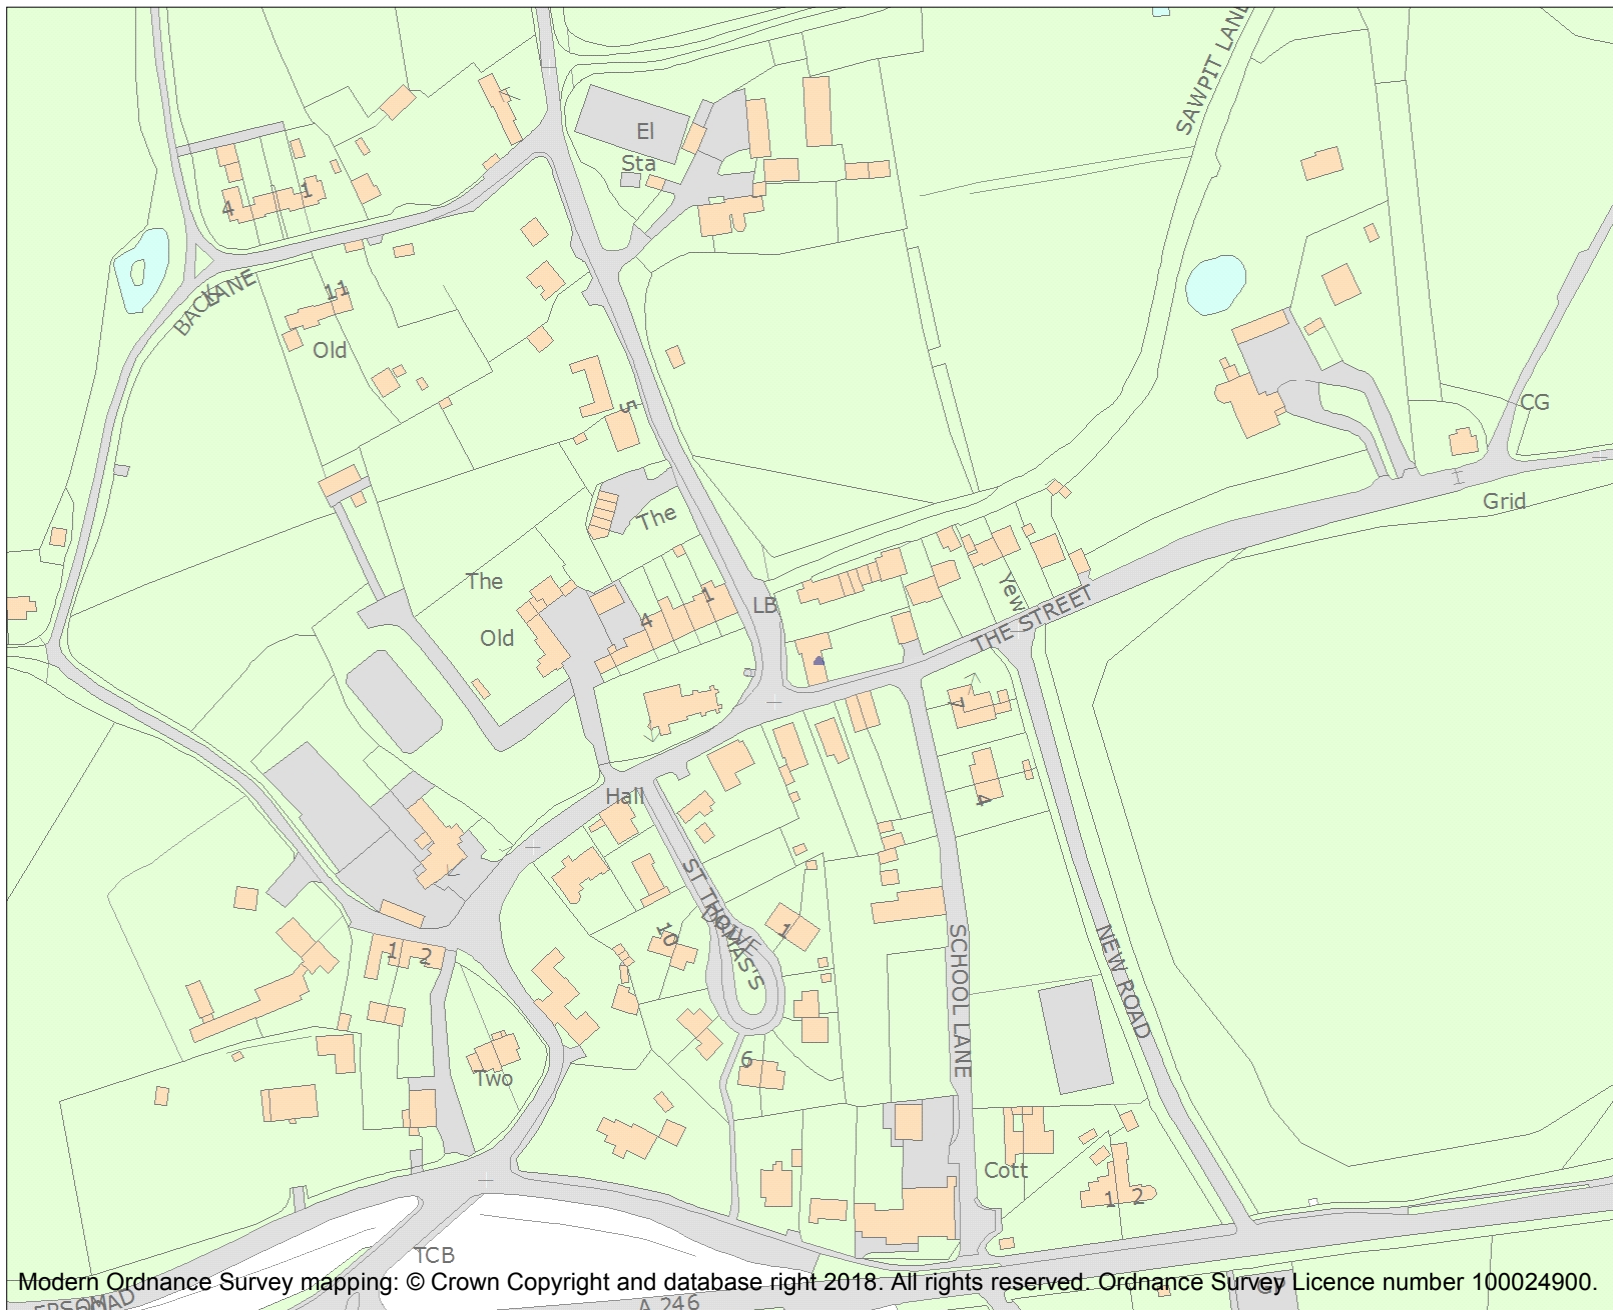 SAWPIT LANE
El
Sta
1
4
BACK LANE
11
Old
5
CG
Grid
The
The
Old
1
4
LB
Yew
THE STREET
7
4
Hall
ST THOMAS'S
DRIVE
10
1
1
2
SCHOOL LANE
NEW ROAD
6
Two
Cott
1
2
TCB
A 246
Modern Ordnance Survey mapping: © Crown Copyright and database right 2018. All rights reserved. Ordnance Survey Licence number 100024900.